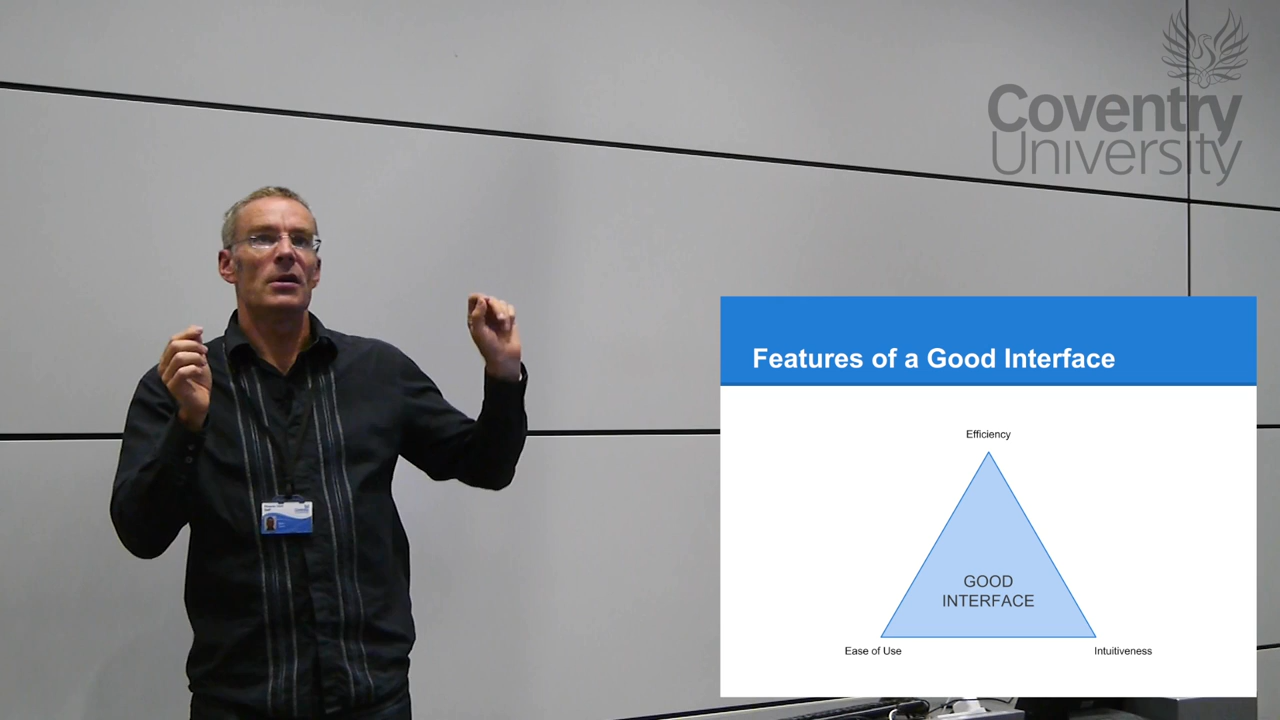 Coventry
University
Features of a Good Interface
Efficiency
GOOD
INTERFACE
Ease of Use
Intuitiveness